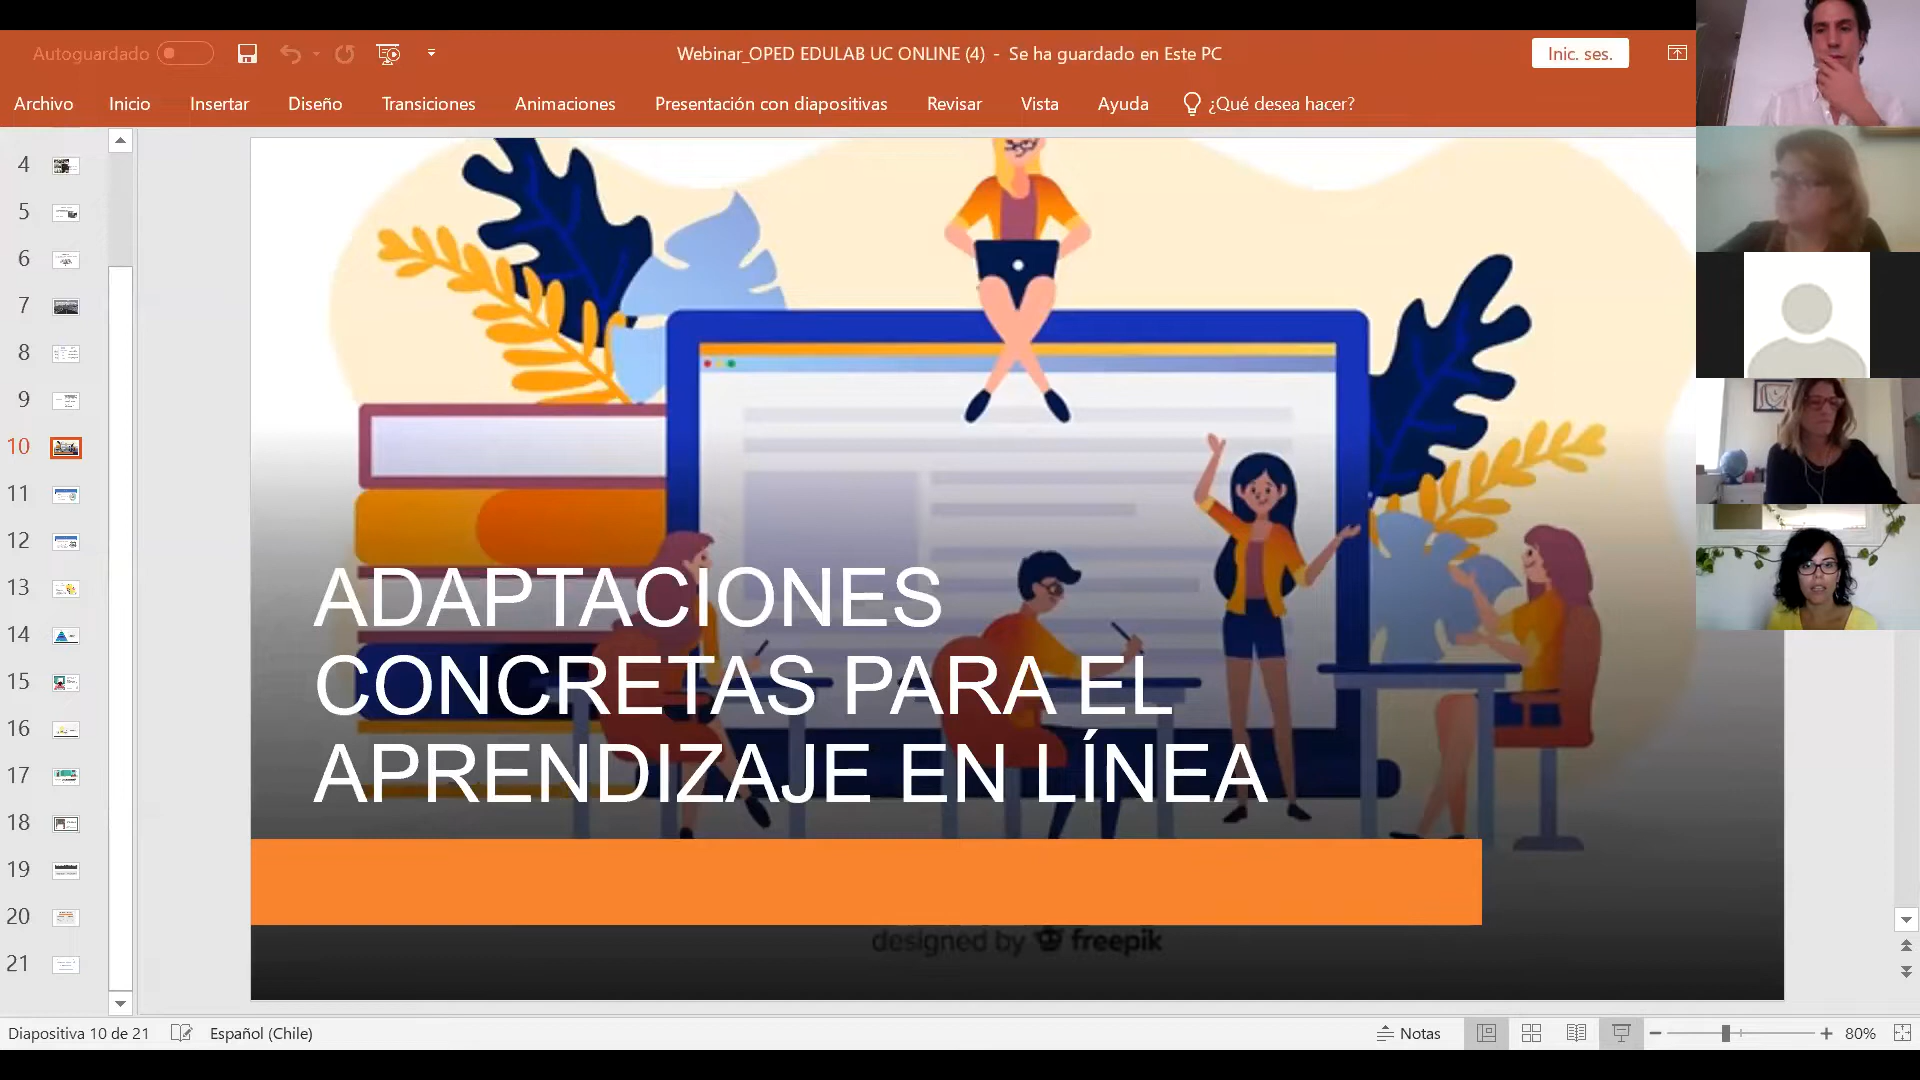 Autoguardado
Webinar_OPED EDULAB UC ONLINE (4) - Se ha guardado en Este PC
Inic. ses.
Archivo Inicio Insertar Diseño Transiciones Animaciones Presentación con diapositivas Revisar Vista Ayuda ¿Qué desea hacer?
4
5
6
7
8
9
10
11
12
13
14
15
16
17
18
19
20
21
ADAPTACIONES
CONCRETAS PARA EL
APRENDIZAJE EN LÍNEA
designed by freepik
Diapositiva 10 de 21 Español (Chile) Notas 80%